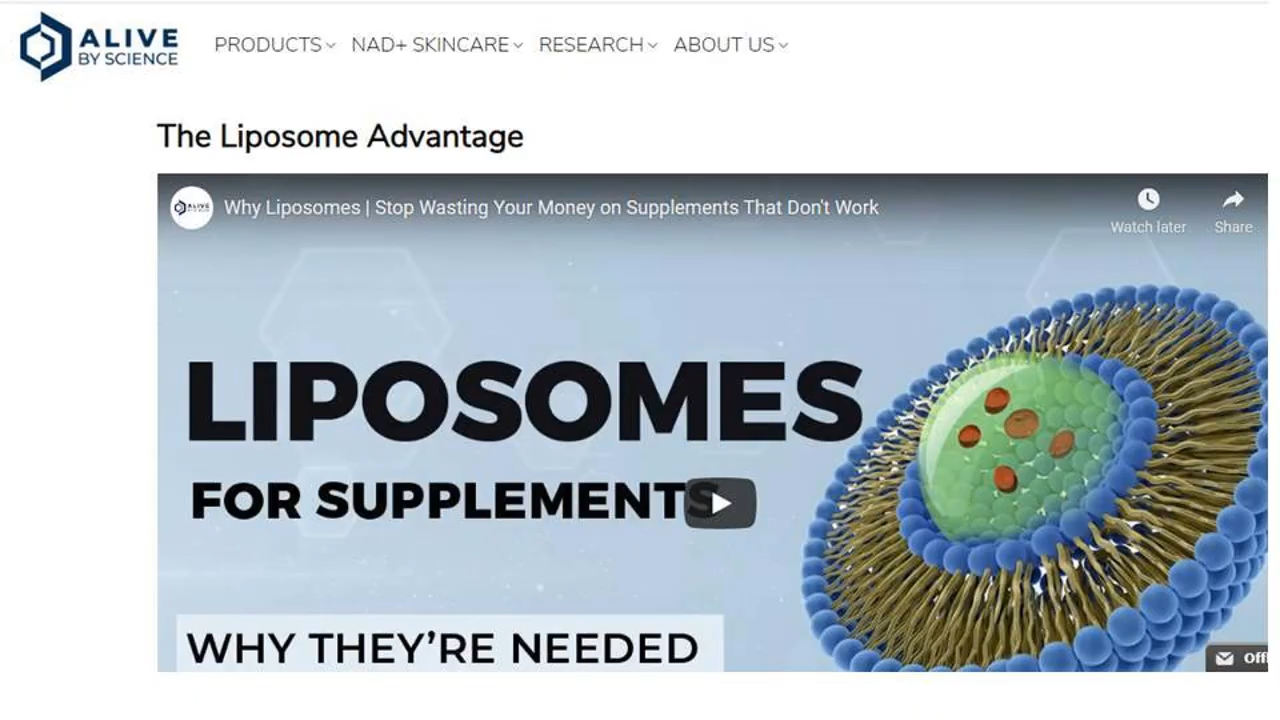 ALIVE
BY SCIENCE
PRODUCTS NAD+ SKINCARE RESEARCH ABOUT US
The Liposome Advantage
ALIVE
Why Liposomes | Stop Wasting Your Money on Supplements That Don't Work
Watch later Share
LIPOSOMES
FOR SUPPLEMENTS
WHY THEY'RE NEEDED